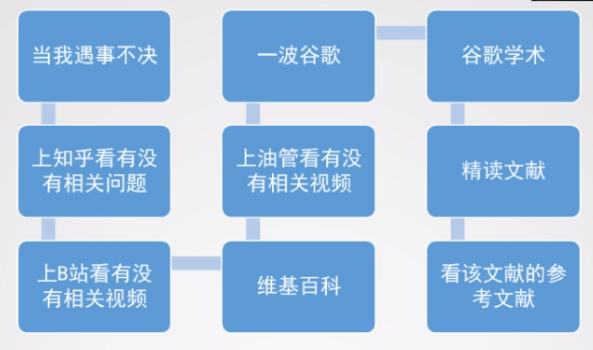 当我遇事不决
上知乎看有没
有相关问题
上B站看有没
有相关视频
维基百科
上油管看有没
有相关视频
一波谷歌
谷歌学术
精读文献
看该文献的参
考文献